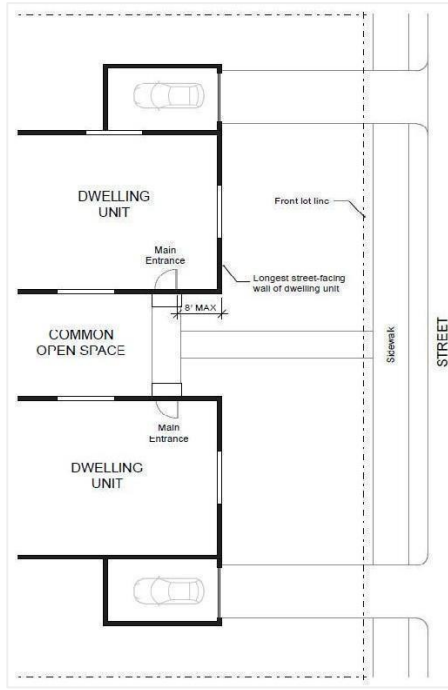 DWELLING
UNIT
Front lot line
Main
Entrance
Longest street-facing
wall of dwelling unit
8' MAX
COMMON
OPEN SPACE
Sidewalk
STREET
Main
Entrance
DWELLING
UNIT